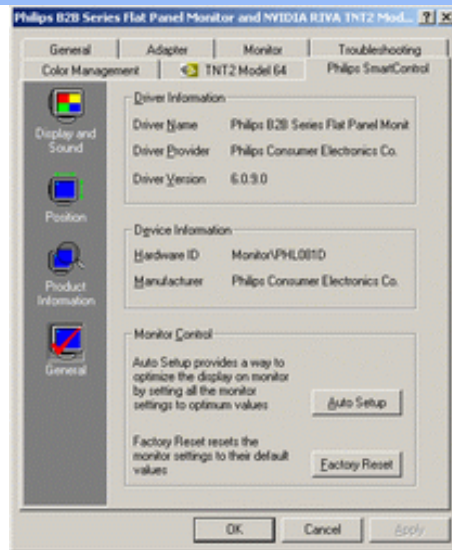 Philips B2B Series Flat Panel Monitor and NVIDIA RIVA TNT2 Mod...
General Adapter Monitor Troubleshooting
Color Management TNT2 Model 64 Philips SmartControl
Display and
Sound
Position
Product
Information
General
Driver Information
Driver Name Philips B2B Series Flat Panel Monit
Driver Provider Philips Consumer Electronics Co.
Driver Version 6.0.9.0
Device Information
Hardware ID Monitor\PHL081D
Manufacturer Philips Consumer Electronics Co.
Monitor Control
Auto Setup provides a way to
optimize the display on monitor
by setting all the monitor
settings to optimum values
Auto Setup
Factory Reset resets the
monitor settings to their default
values
Factory Reset
OK Cancel Apply